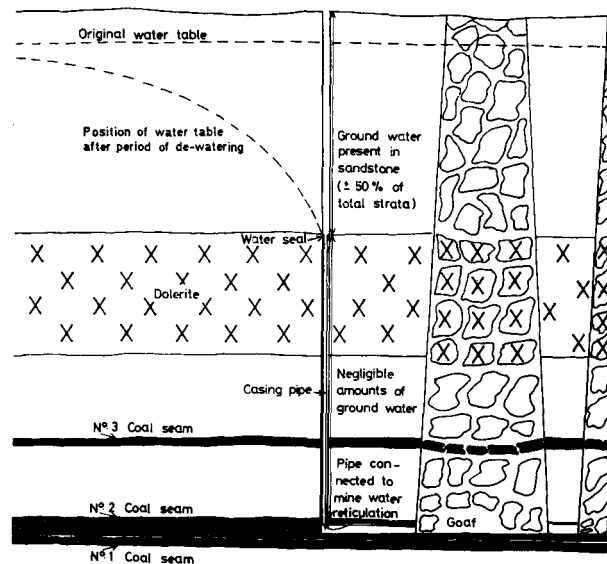 Original water table
Position of water table
after period of de-watering
Ground water
present in
sandstone
(± 50 % of
total strata)
Water seal
Dolerite
Casing pipe
Negligible
amounts of
ground water
Nº 3 Coal seam
Pipe con-
nected to
mine water
reticulation
Nº 2 Coal seam
Goaf
Nº 1 Coal seam